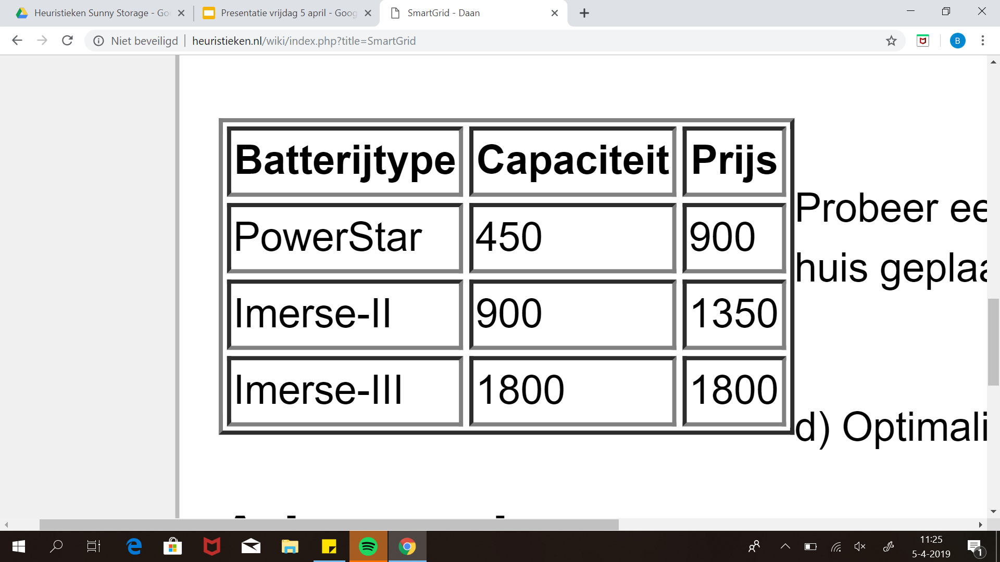 Heuristieken Sunny Storage - Go
Presentatie vrijdag 5 april - Goog
SmartGrid - Daan
Niet beveiligd
heuristieken.nl/wiki/index.php?title=SmartGrid
B
Batterijtype Capaciteit Prijs
PowerStar 450 900
Imerse-II 900 1350
Imerse-III 1800 1800
Probeer ee
huis geplaa
d) Optimali
11:25
5-4-2019
1